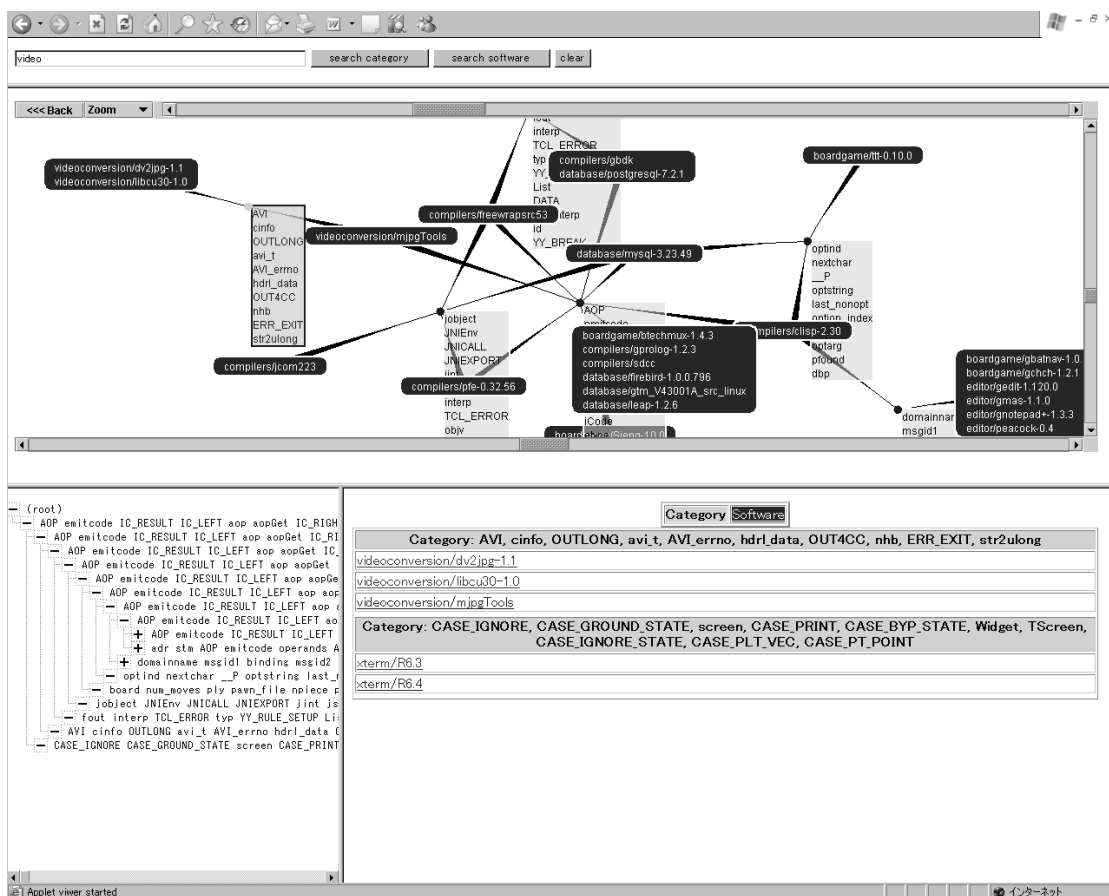 video
search category
search software
clear
<<< Back
Zoom
videoconversion/dv2jpg-1.1
videoconversion/libcu30-1.0
AVI
cinfo
OUTLONG
avi_t
AVI_errno
hdrl_data
OUT4CC
nhb
ERR_EXIT
str2ulong
videoconversion/mjpgTools
compilers/jcom223
compilers/freewrapsrc53
interp
TCL_ERROR
typ
List
DATA
id
YY_BREAK
compilers/gbdk
database/postgresql-7.2.1
database/mysql-3.23.49
boardgame/ttt-0.10.0
jobject
JNIEnv
JNICALL
JNIEXPORT
jint
compilers/pfe-0.32.56
interp
TCL_ERROR
objv
AOP
boardgame/btechmux-1.4.3
compilers/gprolog-1.2.3
compilers/sdcc
database/firebird-1.0.0.796
database/gtm_V43001A_src_linux
database/leap-1.2.6
iCode
optind
nextchar
__P
optstring
last_nonopt
option_index
mpilers/clisp-2.30
optarg
pfound
dbp
domainnar
msgid1
boardgame/gbatnav-1.0.
boardgame/gchch-1.2.1
editor/gedit-1.120.0
editor/gmas-1.1.0
editor/gnotepad+-1.3.3
editor/peacock-0.4
(root)
AOP emitcode IC_RESULT IC_LEFT aop aopGet IC_RIGH
AOP emitcode IC_RESULT IC_LEFT aop aopGet IC_RI
AOP emitcode IC_RESULT IC_LEFT aop aopGet IC_
AOP emitcode IC_RESULT IC_LEFT aop aopGet
AOP emitcode IC_RESULT IC_LEFT aop aopGe
AOP emitcode IC_RESULT IC_LEFT aop aop
AOP emitcode IC_RESULT IC_LEFT aop a
AOP emitcode IC_RESULT IC_LEFT ao
AOP emitcode IC_RESULT IC_LEFT
adr stm AOP emitcode operands A
domainname msgid1 binding msgid2
optind nextchar __P optstring last_r
board num_moves ply pawn_file npiece p
jobject JNIEnv JNICALL JNIEXPORT jint js
fout interp TCL_ERROR typ YY_RULE_SETUP Li
AVI cinfo OUTLONG avi_t AVI_errno hdrl_data O
CASE_IGNORE CASE_GROUND_STATE screen CASE_PRINT
Category Software
Category: AVI, cinfo, OUTLONG, avi_t, AVI_errno, hdrl_data, OUT4CC, nhb, ERR_EXIT, str2ulong
videoconversion/dv2jpg-1.1
videoconversion/libcu30-1.0
videoconversion/mjpgTools
Category: CASE_IGNORE, CASE_GROUND_STATE, screen, CASE_PRINT, CASE_BYP_STATE, Widget, TScreen,
CASE_IGNORE_STATE, CASE_PLT_VEC, CASE_PT_POINT
xterm/R6.3
xterm/R6.4
Applet viwer started
インターネット